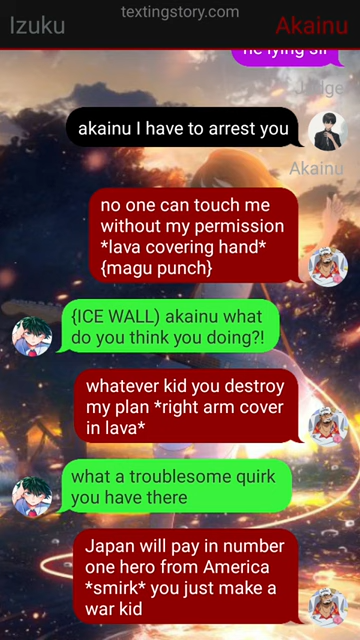 textingstory.com
Izuku
Akainu
he lying sir
akainu I have to arrest you
Akainu
no one can touch me
without my permission
*lava covering hand*
{magu punch}
{ICE WALL) akainu what
do you think you doing?!
whatever kid you destroy
my plan *right arm cover
in lava*
what a troublesome quirk
you have there
Japan will pay in number
one hero from America
*smirk* you just make a
war kid